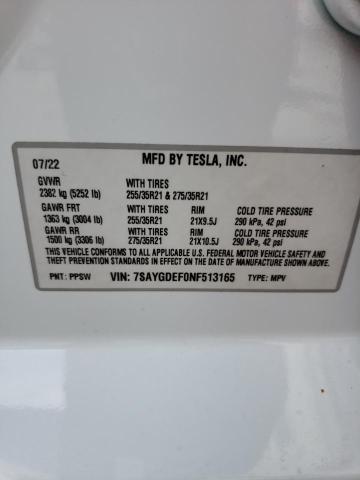 07/22 MFD BY TESLA, INC.
GVWR WITH TIRES
2382 kg (5252 lb) 255/35R21 & 275/35R21
GAWR FRT WITH TIRES RIM COLD TIRE PRESSURE
1363 kg (3004 lb) 255/35R21 21X9.5J 290 kPa, 42 psi
GAWR RR WITH TIRES RIM COLD TIRE PRESSURE
1500 kg (3306 lb) 275/35R21 21X10.5J 290 kPa, 42 psi
THIS VEHICLE CONFORMS TO ALL APPLICABLE U.S. FEDERAL MOTOR VEHICLE SAFETY AND
THEFT PREVENTION STANDARDS IN EFFECT ON THE DATE OF MANUFACTURE SHOWN ABOVE.
PNT: PPSW VIN: 7SAYGDEF0NF513165 TYPE: MPV